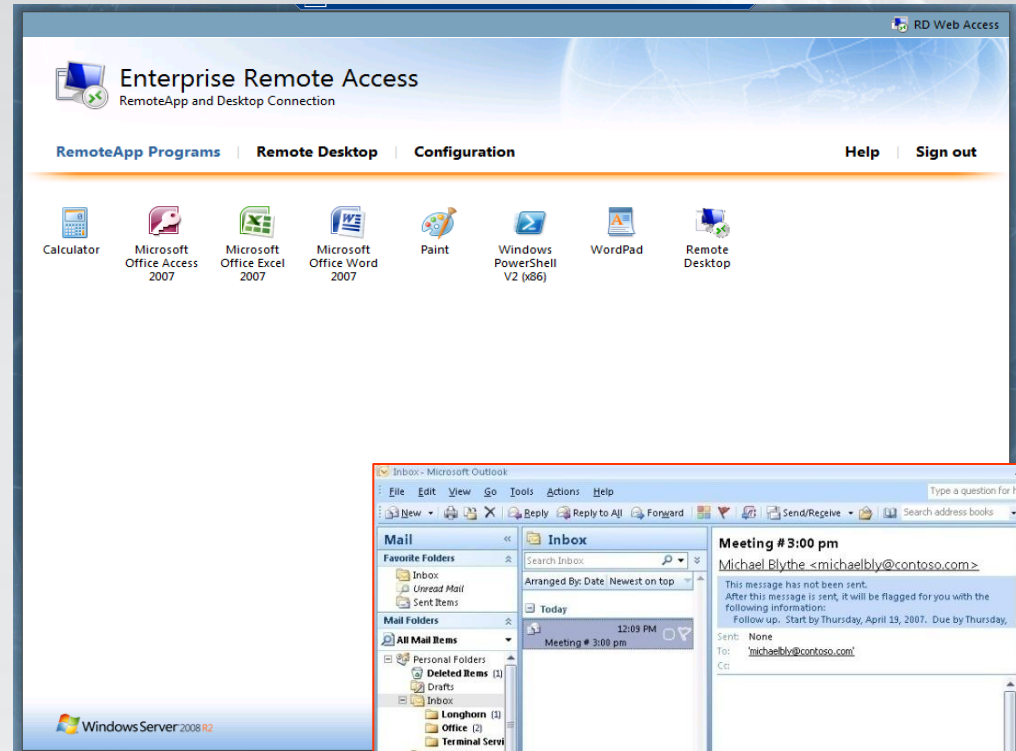 RD Web Access
Enterprise Remote Access
RemoteApp and Desktop Connection
RemoteApp Programs | Remote Desktop | Configuration
Help | Sign out
Calculator
Microsoft Office Access 2007
Microsoft Office Excel 2007
Microsoft Office Word 2007
Paint
Windows PowerShell V2 (x86)
WordPad
Remote Desktop
Inbox - Microsoft Outlook
File Edit View Go Tools Actions Help
Type a question for h
New Reply Reply to All Forward Send/Receive Search address books
Mail «
Favorite Folders
Inbox
Unread Mail
Sent Items
Mail Folders
All Mail Items
Personal Folders
Deleted Items (1)
Drafts
Inbox
Longhorn (1)
Office (2)
Terminal Servi
Inbox
Search Inbox
Arranged By: Date Newest on top
Today
12:09 PM
Meeting # 3:00 pm
Meeting # 3:00 pm
Michael Blythe <michaelbly@contoso.com>
This message has not been sent.
After this message is sent, it will be flagged for you with the
following information:
Follow up. Start by Thursday, April 19, 2007. Due by Thursday,
Sent: None
To: 'michaelbly@contoso.com'
Cc:
Windows Server 2008 R2